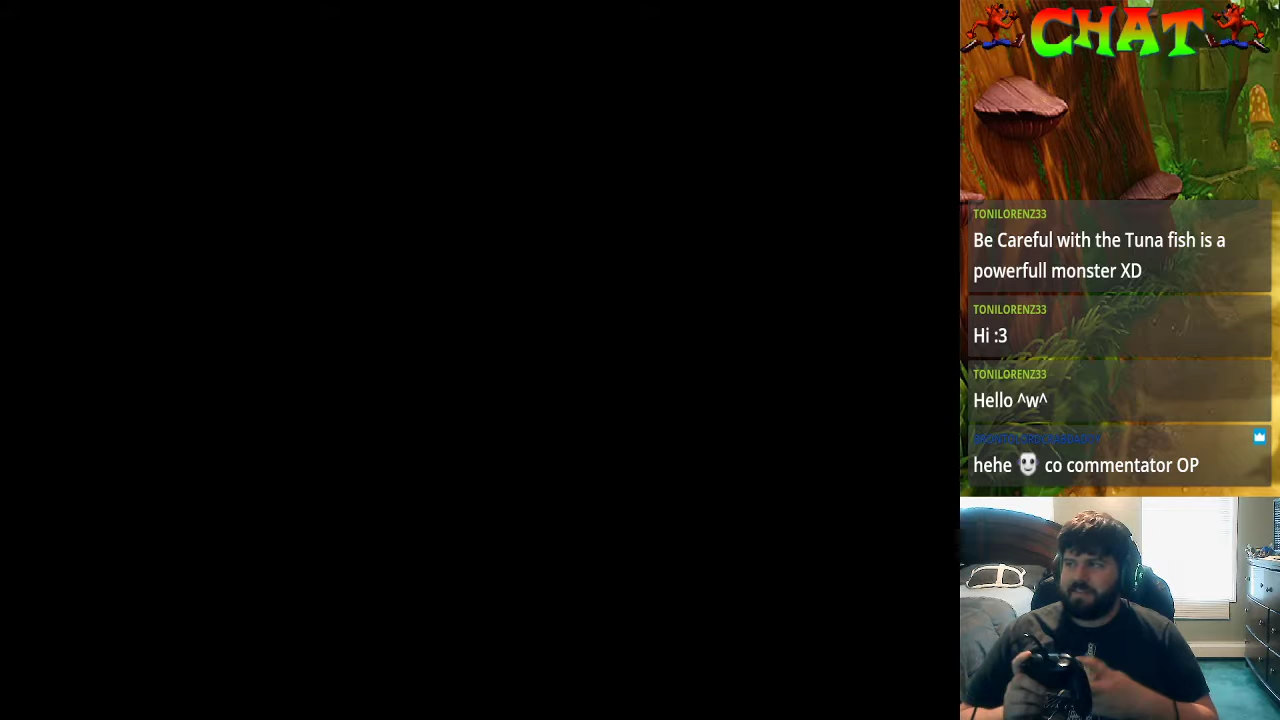 CHAT
TONILORENZ33
Be Careful with the Tuna fish is a
powerfull monster XD
TONILORENZ33
Hi :3
TONILORENZ33
Hello ^w^
hehe co commentator OP